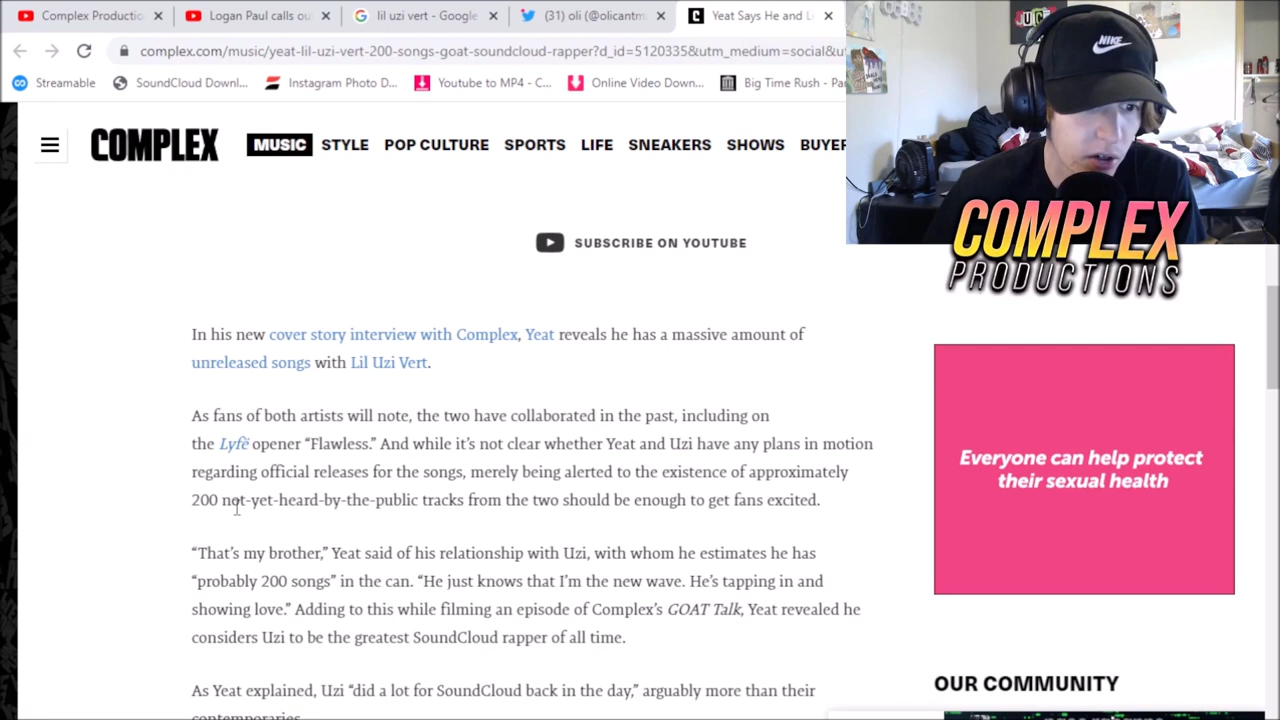 Complex Productio
Logan Paul calls ou
lil uzi vert - Google
(31) oli (@olicantm
Yeat Says He and L
complex.com/music/yeat-lil-uzi-vert-200-songs-goat-soundcloud-rapper?d_id=5120335&utm_medium=social&u
Streamable
SoundCloud Downl...
Instagram Photo D...
Youtube to MP4 - C...
Online Video Down...
Big Time Rush - Pa
NIKE
COMPLEX
MUSIC STYLE POP CULTURE SPORTS LIFE SNEAKERS SHOWS BUYER
COMPLEX
PRODUCTIONS
SUBSCRIBE ON YOUTUBE
In his new cover story interview with Complex, Yeat reveals he has a massive amount of
unreleased songs with Lil Uzi Vert.
As fans of both artists will note, the two have collaborated in the past, including on
the Lyfë opener “Flawless.” And while it’s not clear whether Yeat and Uzi have any plans in motion
regarding official releases for the songs, merely being alerted to the existence of approximately
200 not-yet-heard-by-the-public tracks from the two should be enough to get fans excited.
“That’s my brother,” Yeat said of his relationship with Uzi, with whom he estimates he has
“probably 200 songs” in the can. “He just knows that I’m the new wave. He’s tapping in and
showing love.” Adding to this while filming an episode of Complex’s GOAT Talk, Yeat revealed he
considers Uzi to be the greatest SoundCloud rapper of all time.
As Yeat explained, Uzi “did a lot for SoundCloud back in the day,” arguably more than their
contemporaries.
Everyone can help protect
their sexual health
OUR COMMUNITY